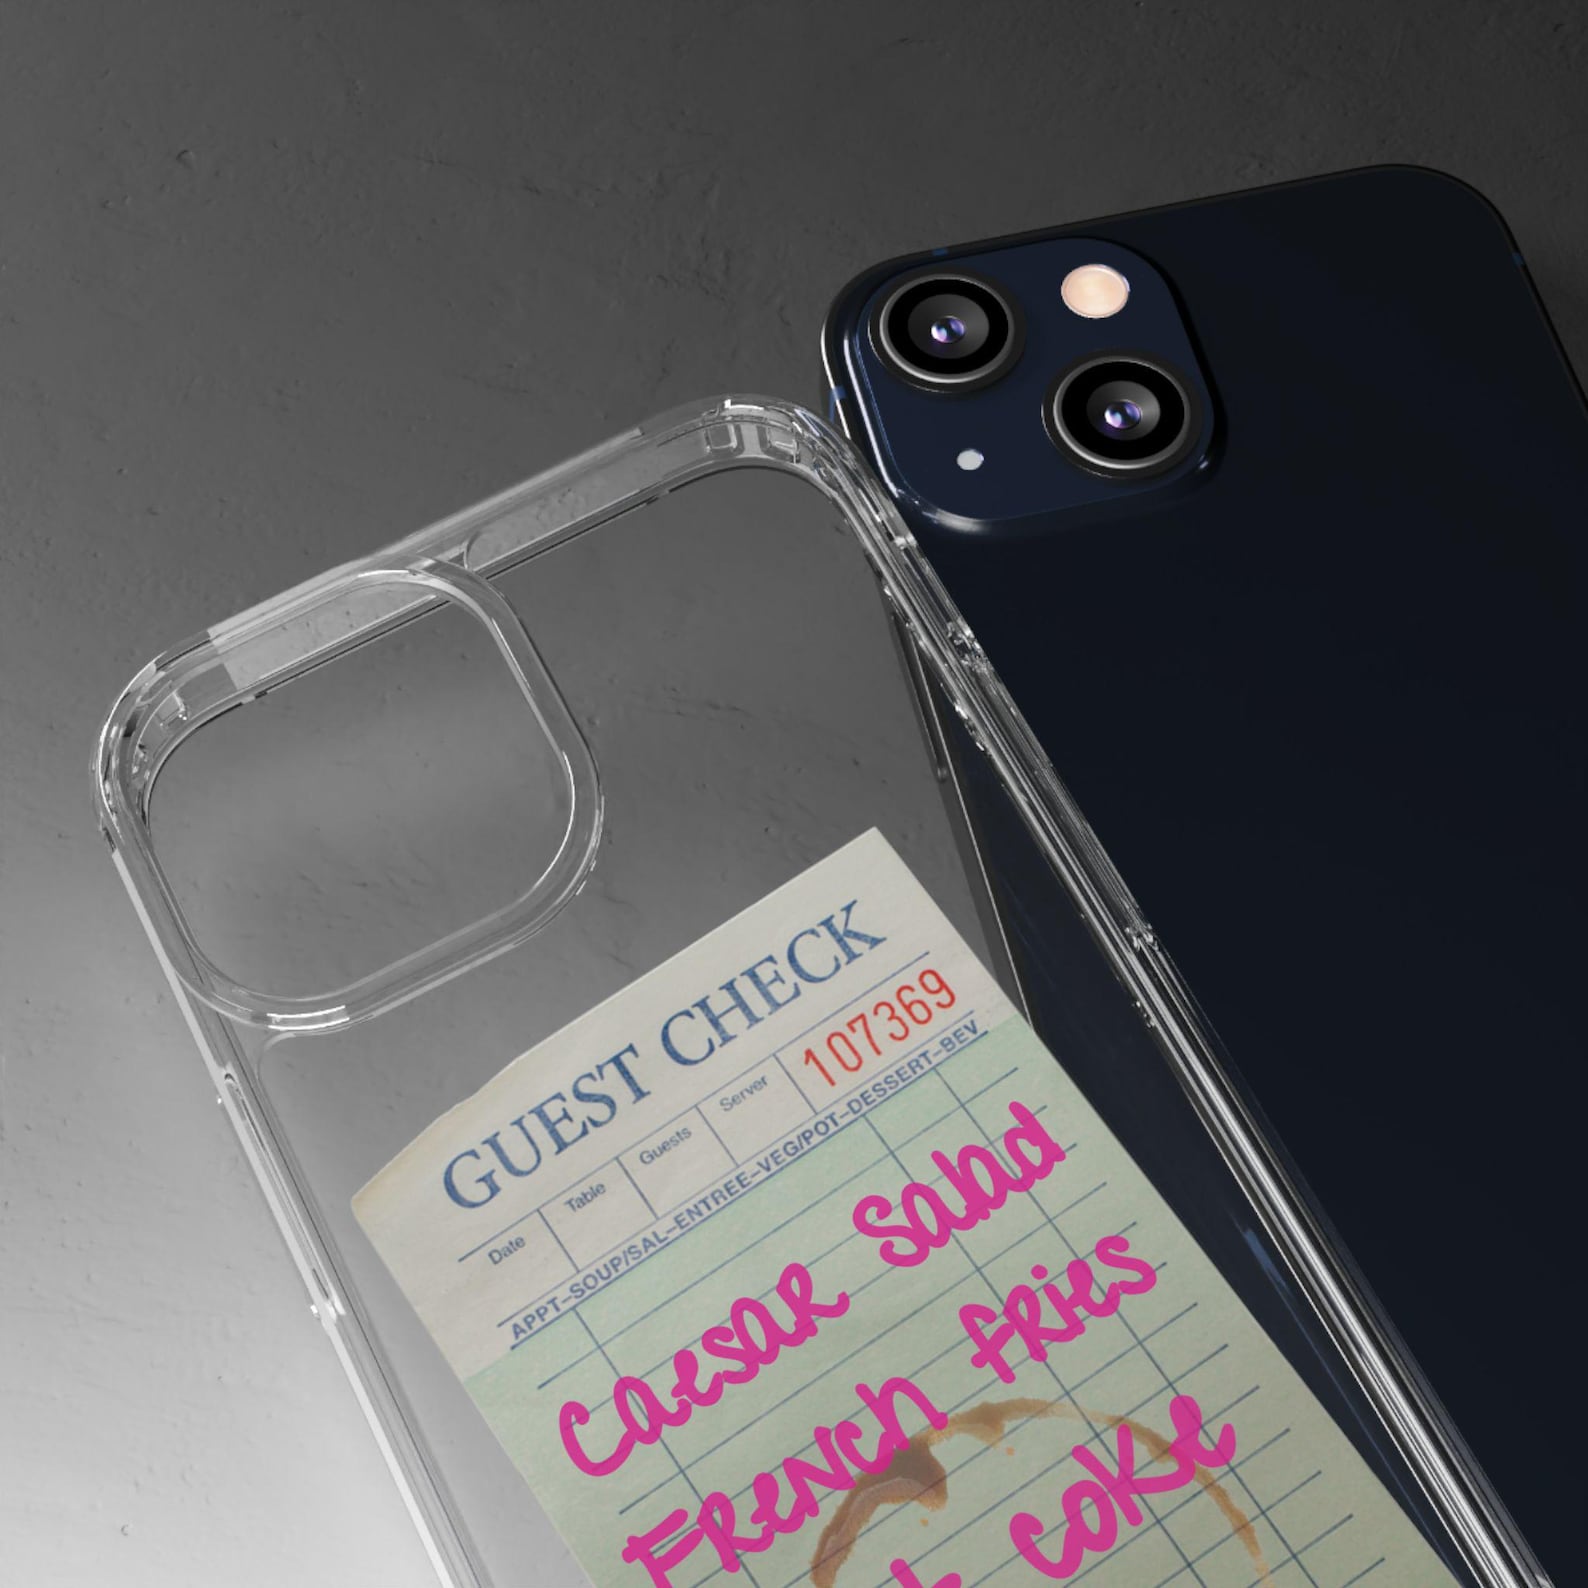 GUEST CHECK
Date Table Guests Server 107369
APPT–SOUP/SAL–ENTREE–VEG/POT–DESSERT–BEV
Caesar Salad
French fries
Coke